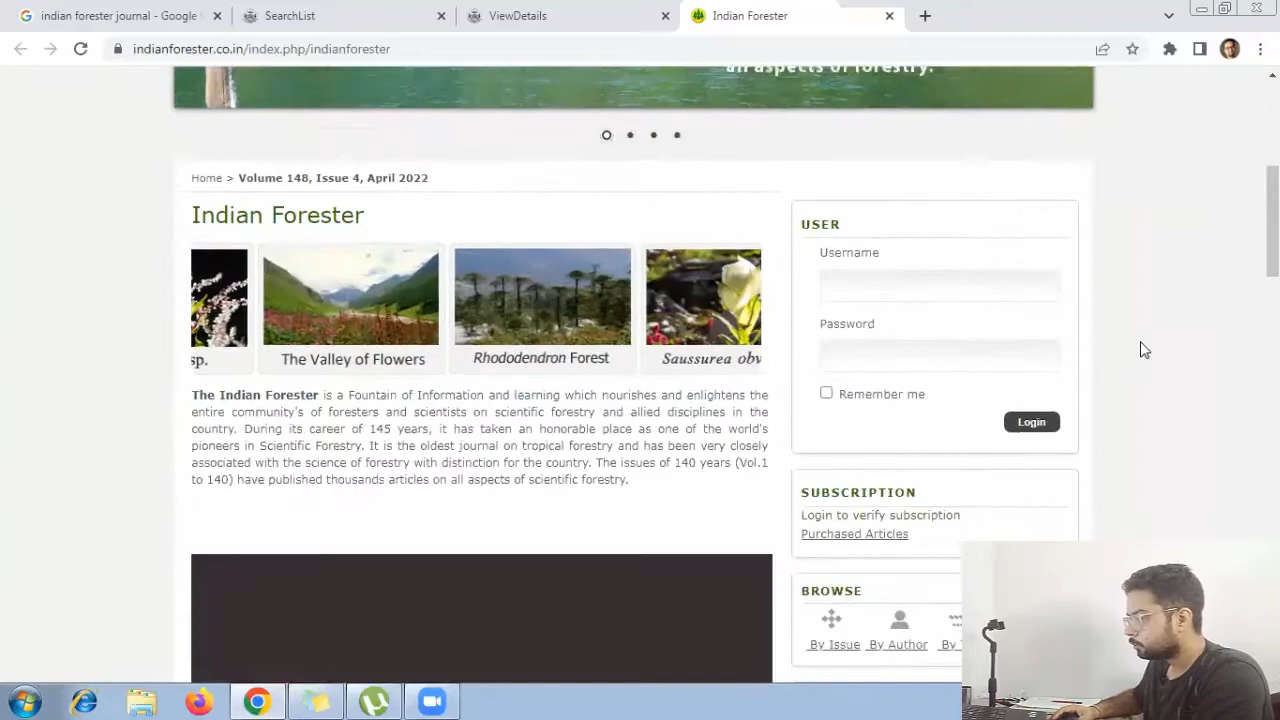 indian forester journal - Google S
SearchList
ViewDetails
Indian Forester
indianforester.co.in/index.php/indianforester
all aspects of forestry.
Home > Volume 148, Issue 4, April 2022
Indian Forester
sp.
The Valley of Flowers
Rhododendron Forest
Saussurea obv
The Indian Forester is a Fountain of Information and learning which nourishes and enlightens the
entire community's of foresters and scientists on scientific forestry and allied disciplines in the
country. During its career of 145 years, it has taken an honorable place as one of the world's
pioneers in Scientific Forestry. It is the oldest journal on tropical forestry and has been very closely
associated with the science of forestry with distinction for the country. The issues of 140 years (Vol.1
to 140) have published thousands articles on all aspects of scientific forestry.
USER
Username
Password
Remember me
Login
SUBSCRIPTION
Login to verify subscription
Purchased Articles
BROWSE
By Issue
By Author
By